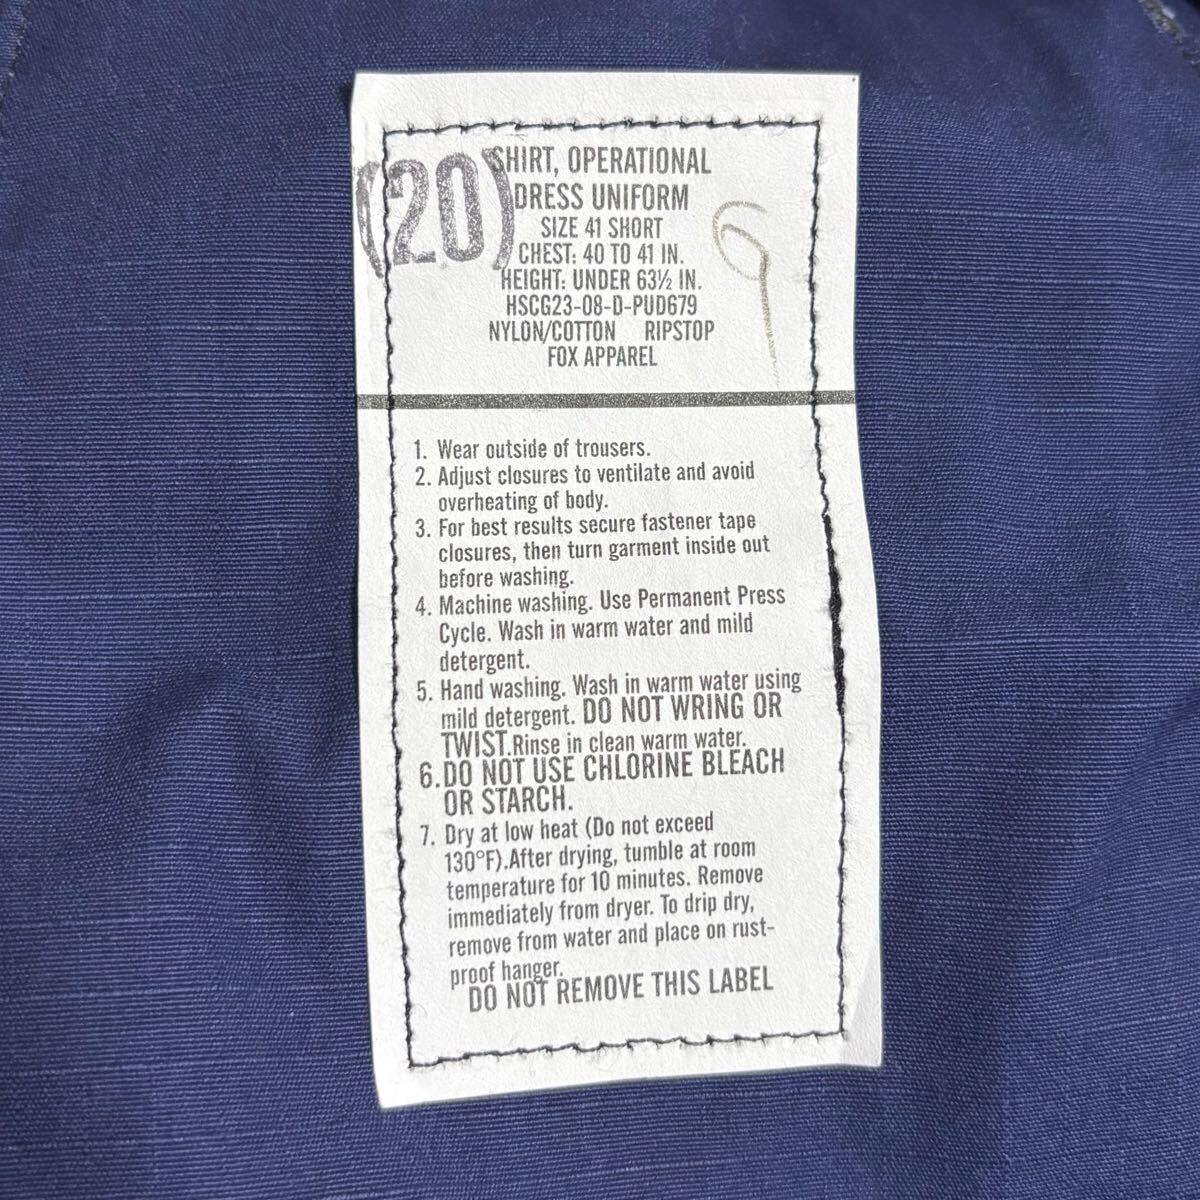 (20)
SHIRT, OPERATIONAL
DRESS UNIFORM
SIZE 41 SHORT
CHEST: 40 TO 41 IN.
HEIGHT: UNDER 63½ IN.
HSCG23-08-D-PUD679
NYLON/COTTON RIPSTOP
FOX APPAREL
9
1. Wear outside of trousers.
2. Adjust closures to ventilate and avoid
overheating of body.
3. For best results secure fastener tape
closures, then turn garment inside out
before washing.
4. Machine washing. Use Permanent Press
Cycle. Wash in warm water and mild
detergent.
5. Hand washing. Wash in warm water using
mild detergent. DO NOT WRING OR
TWIST.Rinse in clean warm water.
6.DO NOT USE CHLORINE BLEACH
OR STARCH.
7. Dry at low heat (Do not exceed
130°F).After drying, tumble at room
temperature for 10 minutes. Remove
immediately from dryer. To drip dry,
remove from water and place on rust-
proof hanger.
DO NOT REMOVE THIS LABEL